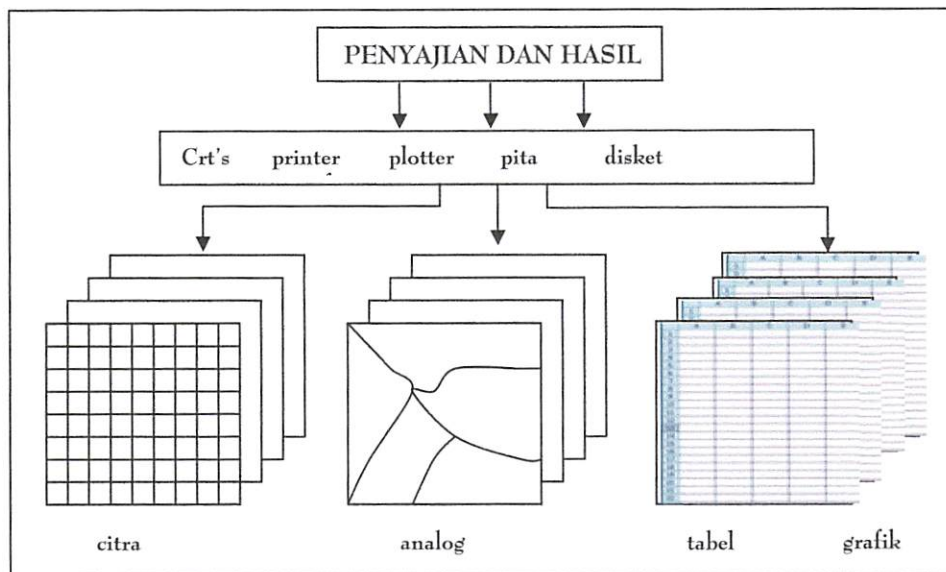 PENYAJIAN DAN HASIL
Crt's printer plotter pita disket
A B C D E
A B C D E
A B C D E
A B C D E
citra analog tabel grafik